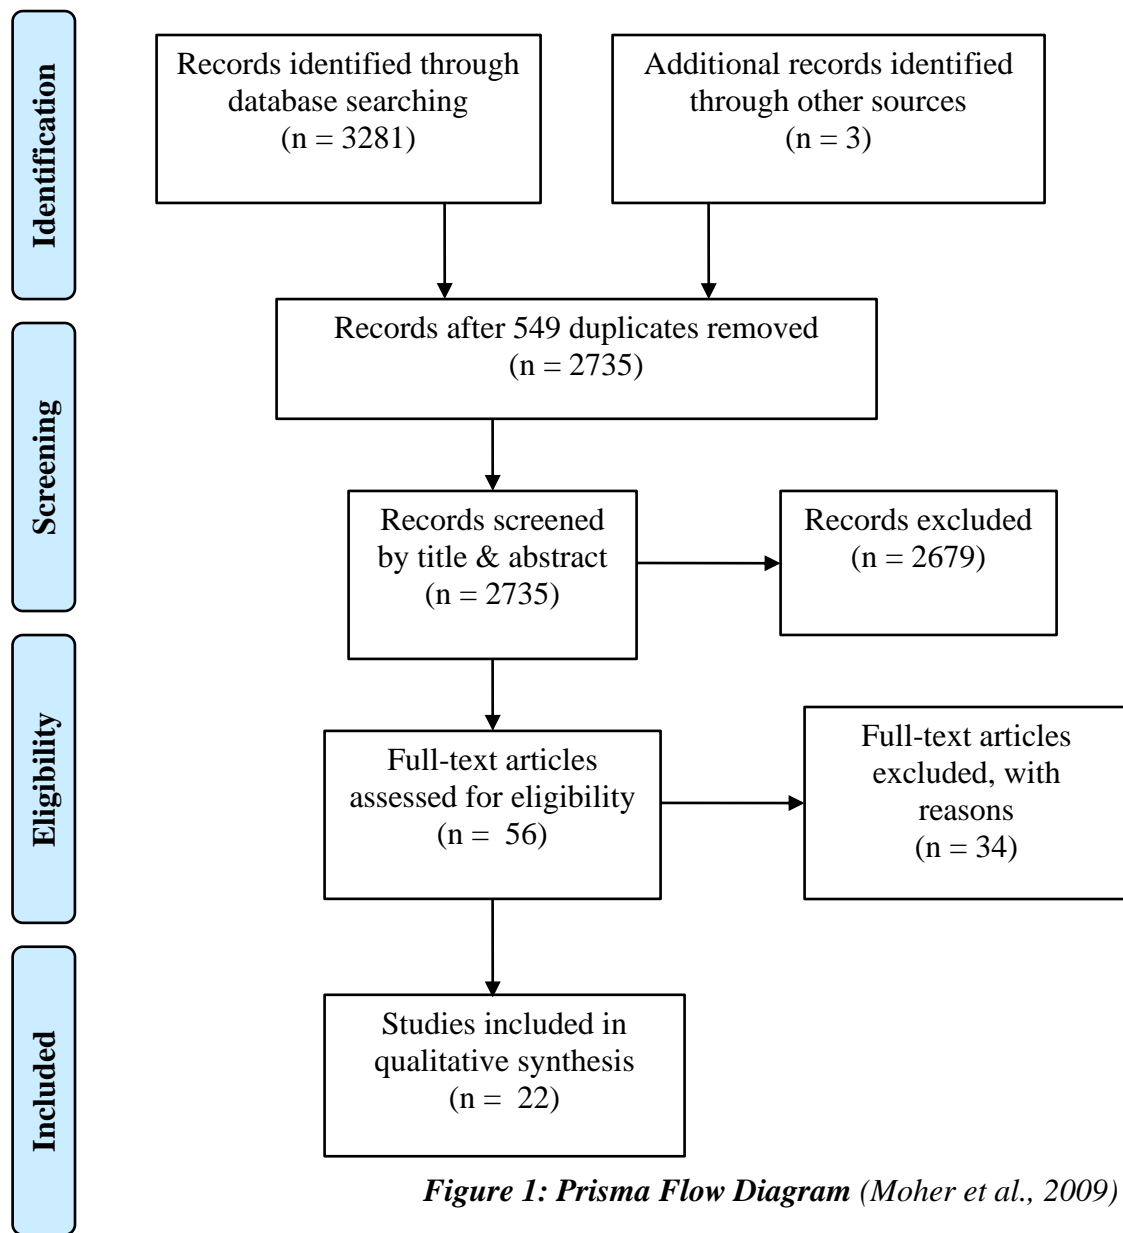 Identification
Records identified through
database searching
(n = 3281)
Additional records identified
through other sources
(n = 3)
Records after 549 duplicates removed
(n = 2735)
Screening
Records screened
by title & abstract
(n = 2735)
Records excluded
(n = 2679)
Eligibility
Full-text articles
assessed for eligibility
(n =  56)
Full-text articles
excluded, with
reasons
(n = 34)
Included
Studies included in
qualitative synthesis
(n =  22)
Figure 1: Prisma Flow Diagram (Moher et al., 2009)